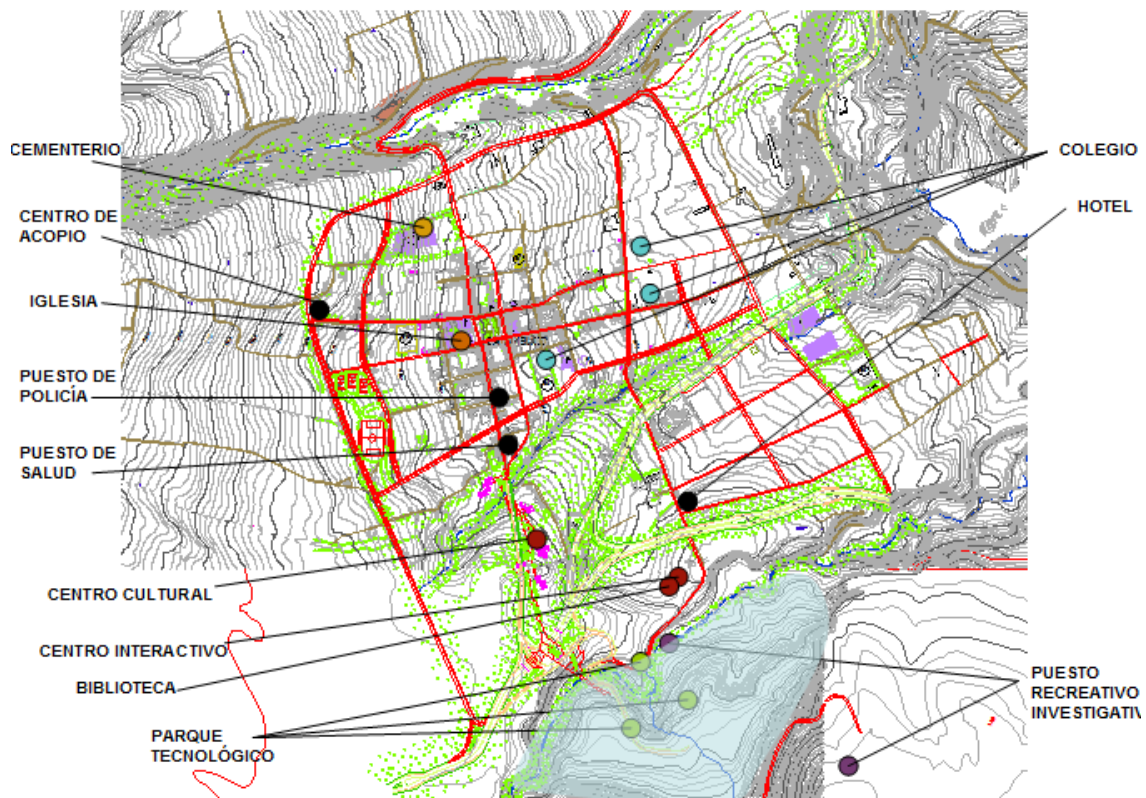 CEMENTERIO
CENTRO DE
ACOPIO
IGLESIA
PUESTO DE
POLICÍA
PUESTO DE
SALUD
CENTRO CULTURAL
CENTRO INTERACTIVO
BIBLIOTECA
PARQUE
TECNOLÓGICO
COLEGIO
HOTEL
PUESTO
RECREATIVO
INVESTIGATIV